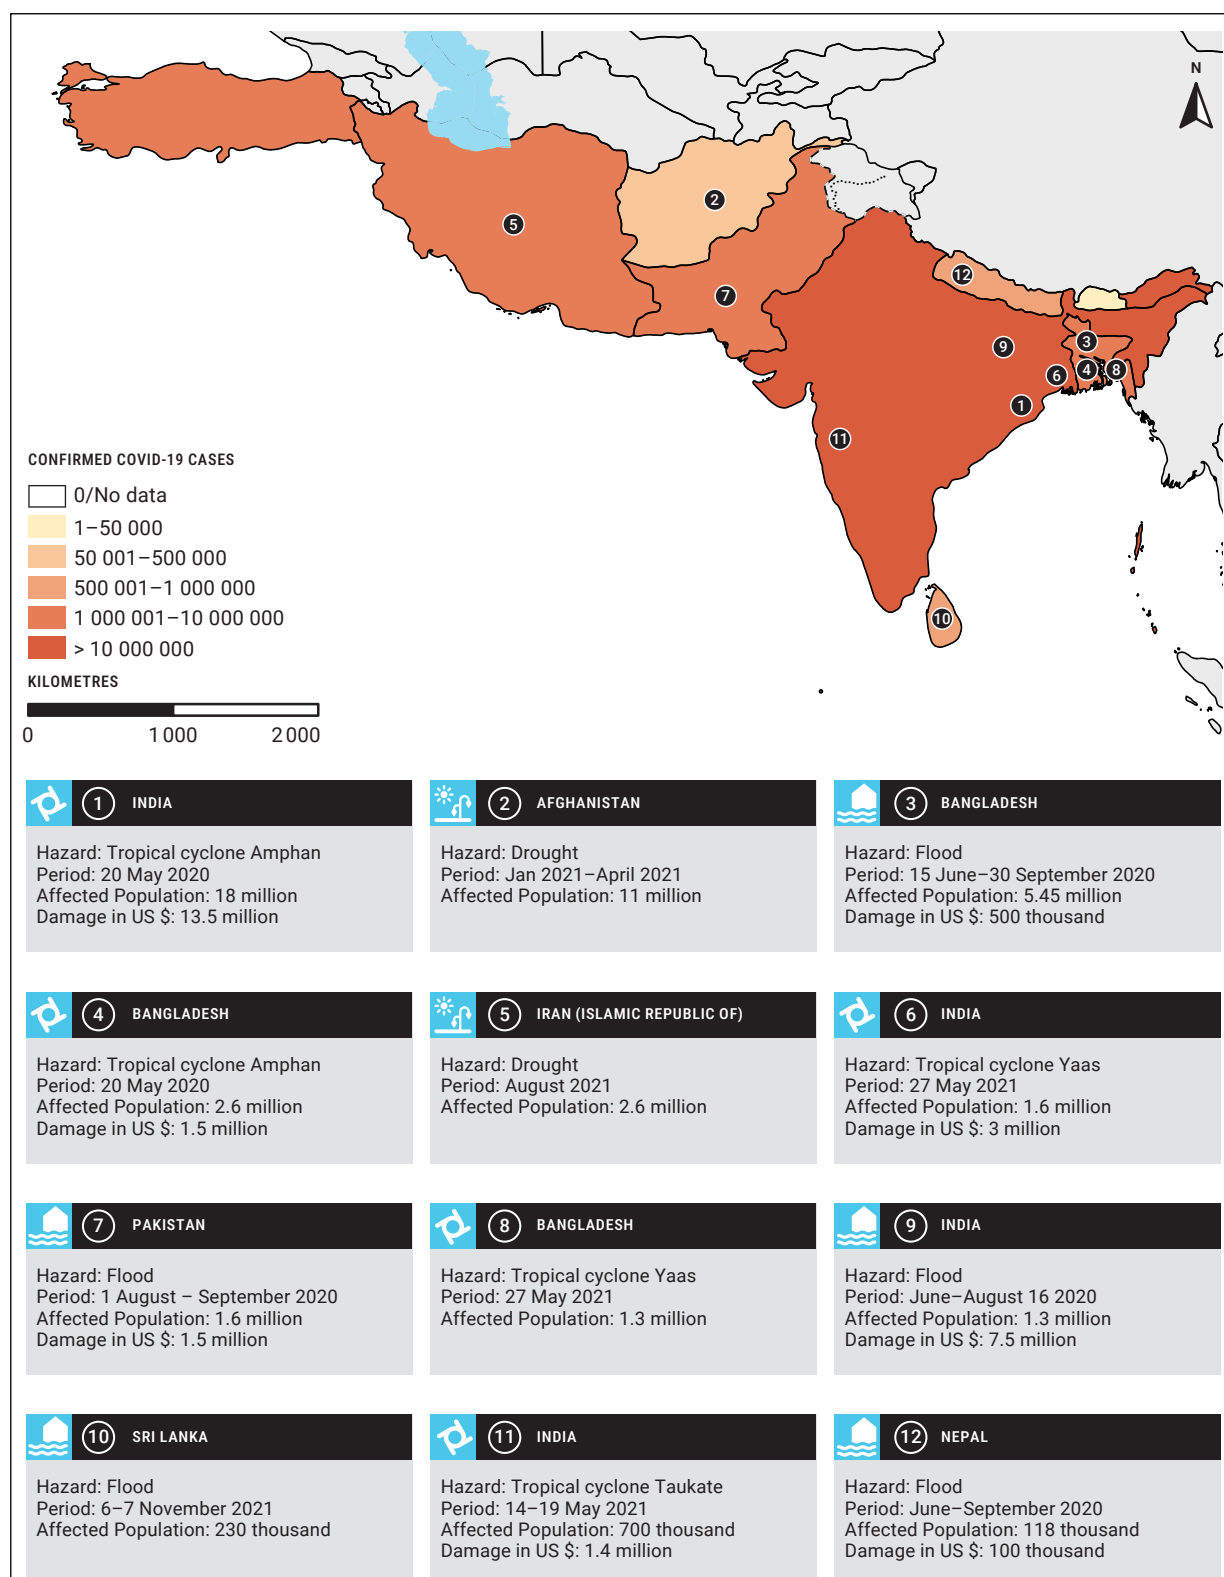 N
5
2
7
12
9
3
6
4
8
1
11
10
CONFIRMED COVID-19 CASES
0/No data
1–50 000
50 001–500 000
500 001–1 000 000
1 000 001–10 000 000
> 10 000 000
KILOMETRES
0 1 000 2 000
1 INDIA
Hazard: Tropical cyclone Amphan
Period: 20 May 2020
Affected Population: 18 million
Damage in US $: 13.5 million
2 AFGHANISTAN
Hazard: Drought
Period: Jan 2021–April 2021
Affected Population: 11 million
3 BANGLADESH
Hazard: Flood
Period: 15 June–30 September 2020
Affected Population: 5.45 million
Damage in US $: 500 thousand
4 BANGLADESH
Hazard: Tropical cyclone Amphan
Period: 20 May 2020
Affected Population: 2.6 million
Damage in US $: 1.5 million
5 IRAN (ISLAMIC REPUBLIC OF)
Hazard: Drought
Period: August 2021
Affected Population: 2.6 million
6 INDIA
Hazard: Tropical cyclone Yaas
Period: 27 May 2021
Affected Population: 1.6 million
Damage in US $: 3 million
7 PAKISTAN
Hazard: Flood
Period: 1 August – September 2020
Affected Population: 1.6 million
Damage in US $: 1.5 million
8 BANGLADESH
Hazard: Tropical cyclone Yaas
Period: 27 May 2021
Affected Population: 1.3 million
9 INDIA
Hazard: Flood
Period: June–August 16 2020
Affected Population: 1.3 million
Damage in US $: 7.5 million
10 SRI LANKA
Hazard: Flood
Period: 6–7 November 2021
Affected Population: 230 thousand
11 INDIA
Hazard: Tropical cyclone Taukate
Period: 14–19 May 2021
Affected Population: 700 thousand
Damage in US $: 1.4 million
12 NEPAL
Hazard: Flood
Period: June–September 2020
Affected Population: 118 thousand
Damage in US $: 100 thousand